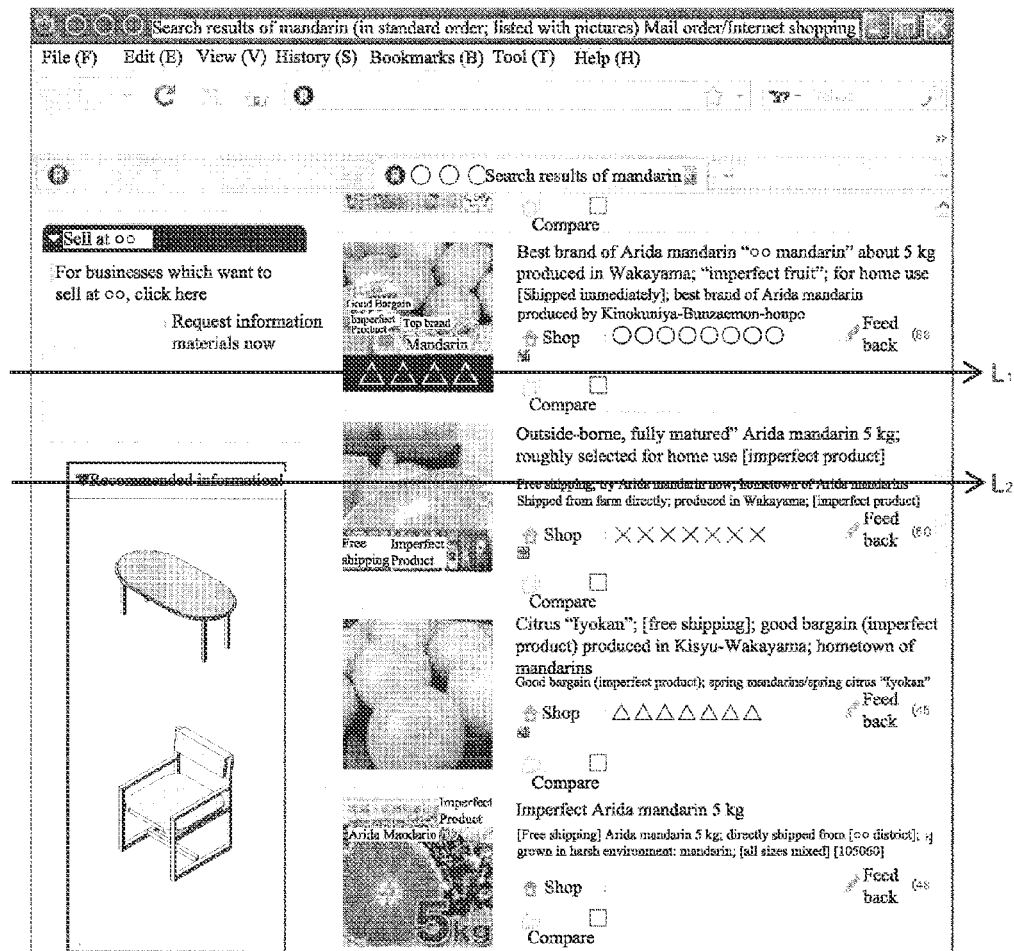 Search results of mandarin (in standard order; listed with pictures) Mail order/Internet shopping
File (F) Edit (E) View (V) History (S) Bookmarks (B) Tool (T) Help (H)
R
R R ○ ○ ○ Search results of mandarin
Compare
Sell at ○○
For businesses which want to
sell at ○○, click here
Request information
materials now
Good Bargain
Imperfect
Product
Top brand
Mandarin
△△△△
Best brand of Arida mandarin “○○ mandarin” about 5 kg
produced in Wakayama; “imperfect fruit”; for home use
[Shipped immediately]; best brand of Arida mandarin
produced by Kinokuniya-Bunzaemon-honpo
Shop : ○○○○○○○○ Feed
back (88
L1
Compare
Outside-borne, fully matured” Arida mandarin 5 kg;
roughly selected for home use [imperfect product]
Recommended information
L2
Free shipping; try Arida mandarin now; hometown of Arida mandarins
Shipped from farm directly; produced in Wakayama; [imperfect product]
Free
shipping
Imperfect
Product
Shop : ××××××× Feed
back (60
Compare
Citrus “Iyokan”; [free shipping]; good bargain (imperfect
product) produced in Kisyu-Wakayama; hometown of
mandarins
Good bargain (imperfect product); spring mandarins/spring citrus “Iyokan”
Shop : △△△△△△△ Feed
back (48
Compare
Imperfect
Product
Arida Mandarin
5kg
Imperfect Arida mandarin 5 kg
[Free shipping] Arida mandarin 5 kg; directly shipped from [○○ district];
grown in harsh environment: mandarin; [all sizes mixed] [105060]
Shop : Feed
back (48
Compare